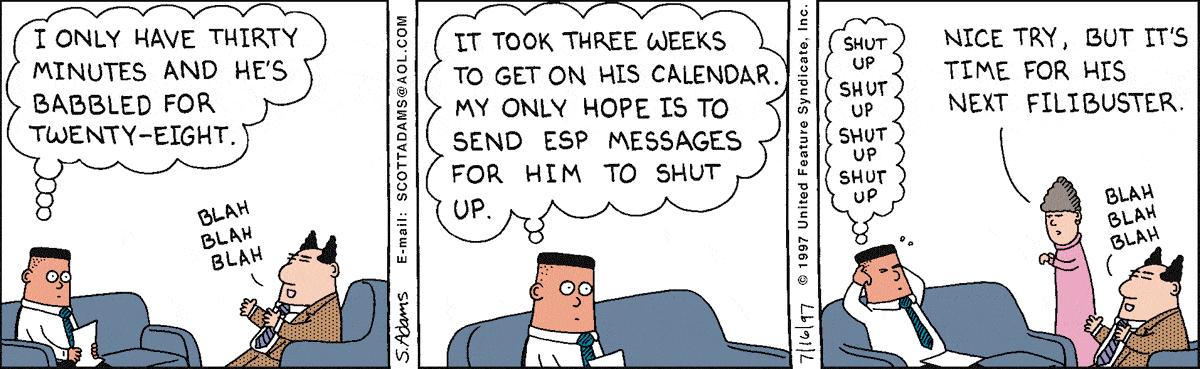 I ONLY HAVE THIRTY
MINUTES AND HE'S
BABBLED FOR
TWENTY-EIGHT.
BLAH
BLAH
BLAH
S. Adams
E-mail: SCOTTADAMS@AOL.COM
IT TOOK THREE WEEKS
TO GET ON HIS CALENDAR.
MY ONLY HOPE IS TO
SEND ESP MESSAGES
FOR HIM TO SHUT
UP.
7/16/97 © 1997 United Feature Syndicate, Inc.
SHUT
UP
SHUT
UP
SHUT
UP
SHUT
UP
NICE TRY, BUT IT'S
TIME FOR HIS
NEXT FILIBUSTER.
BLAH
BLAH
BLAH